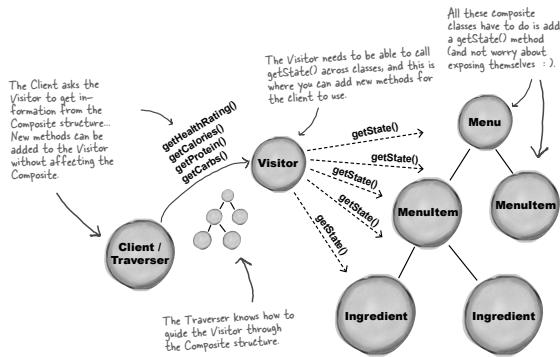 All these composite
classes have to do is add
a getState() method
(and not worry about
exposing themselves : ).
The Visitor needs to be able to call
getState() across classes, and this is
where you can add new methods for
the client to use.
The Client asks the
Visitor to get in-
formation from the
Composite structure...
New methods can be
added to the Visitor
without affecting the
Composite.
getHealthRating()
getCalories()
getProtein()
getCarbs()
Visitor
getState()
getState()
getState()
getState()
getState()
Menu
MenuItem
MenuItem
Client /
Traverser
Ingredient
Ingredient
The Traverser knows how to
guide the Visitor through
the Composite structure.